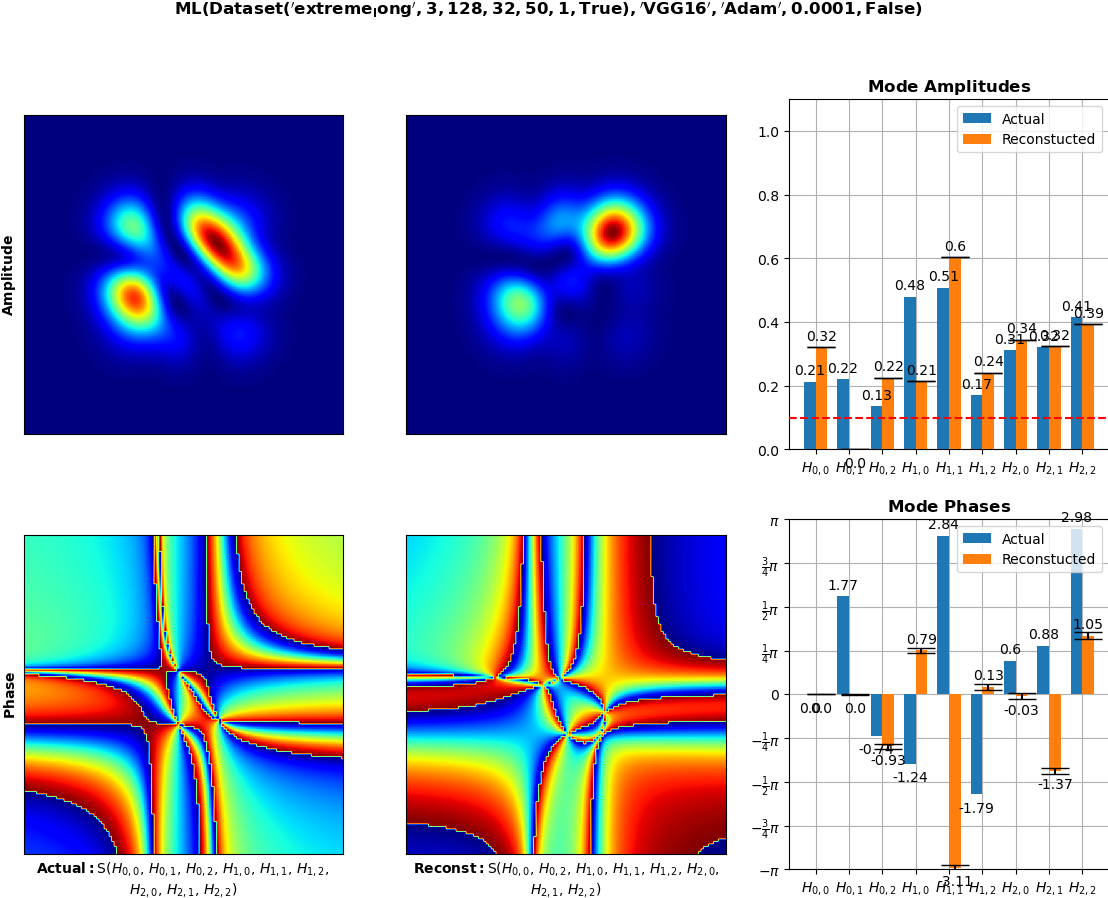 ML(Dataset('extreme_long', 3, 128, 32, 50, 1, True), 'VGG16', 'Adam', 0.0001, False)
Amplitude
Mode Amplitudes
Actual
Reconstucted
1.0
0.8
0.6
0.4
0.2
0.0
0.21 0.32 0.22 0.0 0.13 0.22 0.48 0.21 0.51 0.6 0.17 0.24 0.31 0.34 0.32 0.32 0.41 0.39
H0,0 H0,1 H0,2 H1,0 H1,1 H1,2 H2,0 H2,1 H2,2
Phase
Mode Phases
Actual
Reconstucted
π
3/4π
1/2π
1/4π
0
−1/4π
−1/2π
−3/4π
−π
0.0 0.0 1.77 0.0 -0.74 -0.93 -1.24 0.79 2.84 -3.11 -1.79 0.13 0.6 -0.03 0.88 -1.37 2.98 1.05
H0,0 H0,1 H0,2 H1,0 H1,1 H1,2 H2,0 H2,1 H2,2
Actual: S(H0,0, H0,1, H0,2, H1,0, H1,1, H1,2,
H2,0, H2,1, H2,2)
Reconst: S(H0,0, H0,2, H1,0, H1,1, H1,2, H2,0,
H2,1, H2,2)